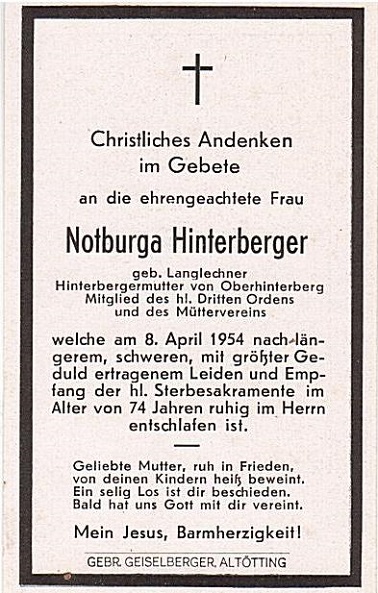 Christliches Andenken
im Gebete
an die ehrengeachtete Frau
Notburga Hinterberger
geb. Langlechner
Hinterbergermutter von Oberhinterberg
Mitglied des hl. Dritten Ordens
und des Müttervereins
welche am 8. April 1954 nach län-
gerem, schweren, mit größter Ge-
duld ertragenem Leiden und Emp-
fang der hl. Sterbesakramente im
Alter von 74 Jahren ruhig im Herrn
entschlafen ist.
Geliebte Mutter, ruh in Frieden,
von deinen Kindern heiß beweint.
Ein selig Los ist dir beschieden.
Bald hat uns Gott mit dir vereint.
Mein Jesus, Barmherzigkeit!
GEBR. GEISELBERGER, ALTÖTTING